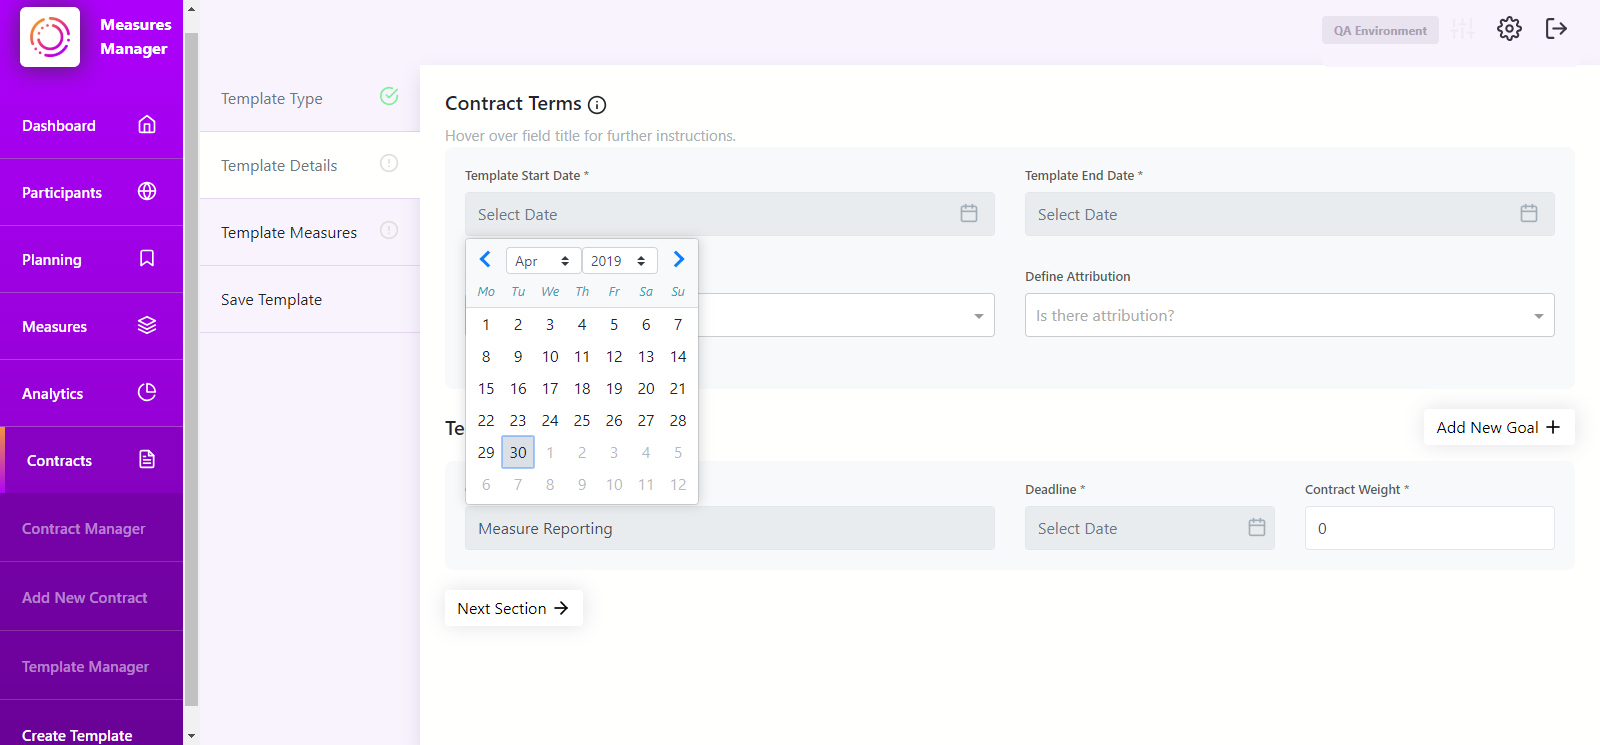 Measures
Manager
Dashboard
Participants
Planning
Measures
Analytics
Contracts
Contract Manager
Add New Contract
Template Manager
Create Template
Template Type
Template Details
Template Measures
Save Template
QA Environment
Contract Terms
Hover over field title for further instructions.
Template Start Date *
Template End Date *
Select Date
Select Date
Apr 2019
Mo Tu We Th Fr Sa Su
1 2 3 4 5 6 7
8 9 10 11 12 13 14
15 16 17 18 19 20 21
22 23 24 25 26 27 28
29 30 1 2 3 4 5
6 7 8 9 10 11 12
Define Attribution
Is there attribution?
Add New Goal
Deadline *
Contract Weight *
Measure Reporting
Select Date
0
Next Section